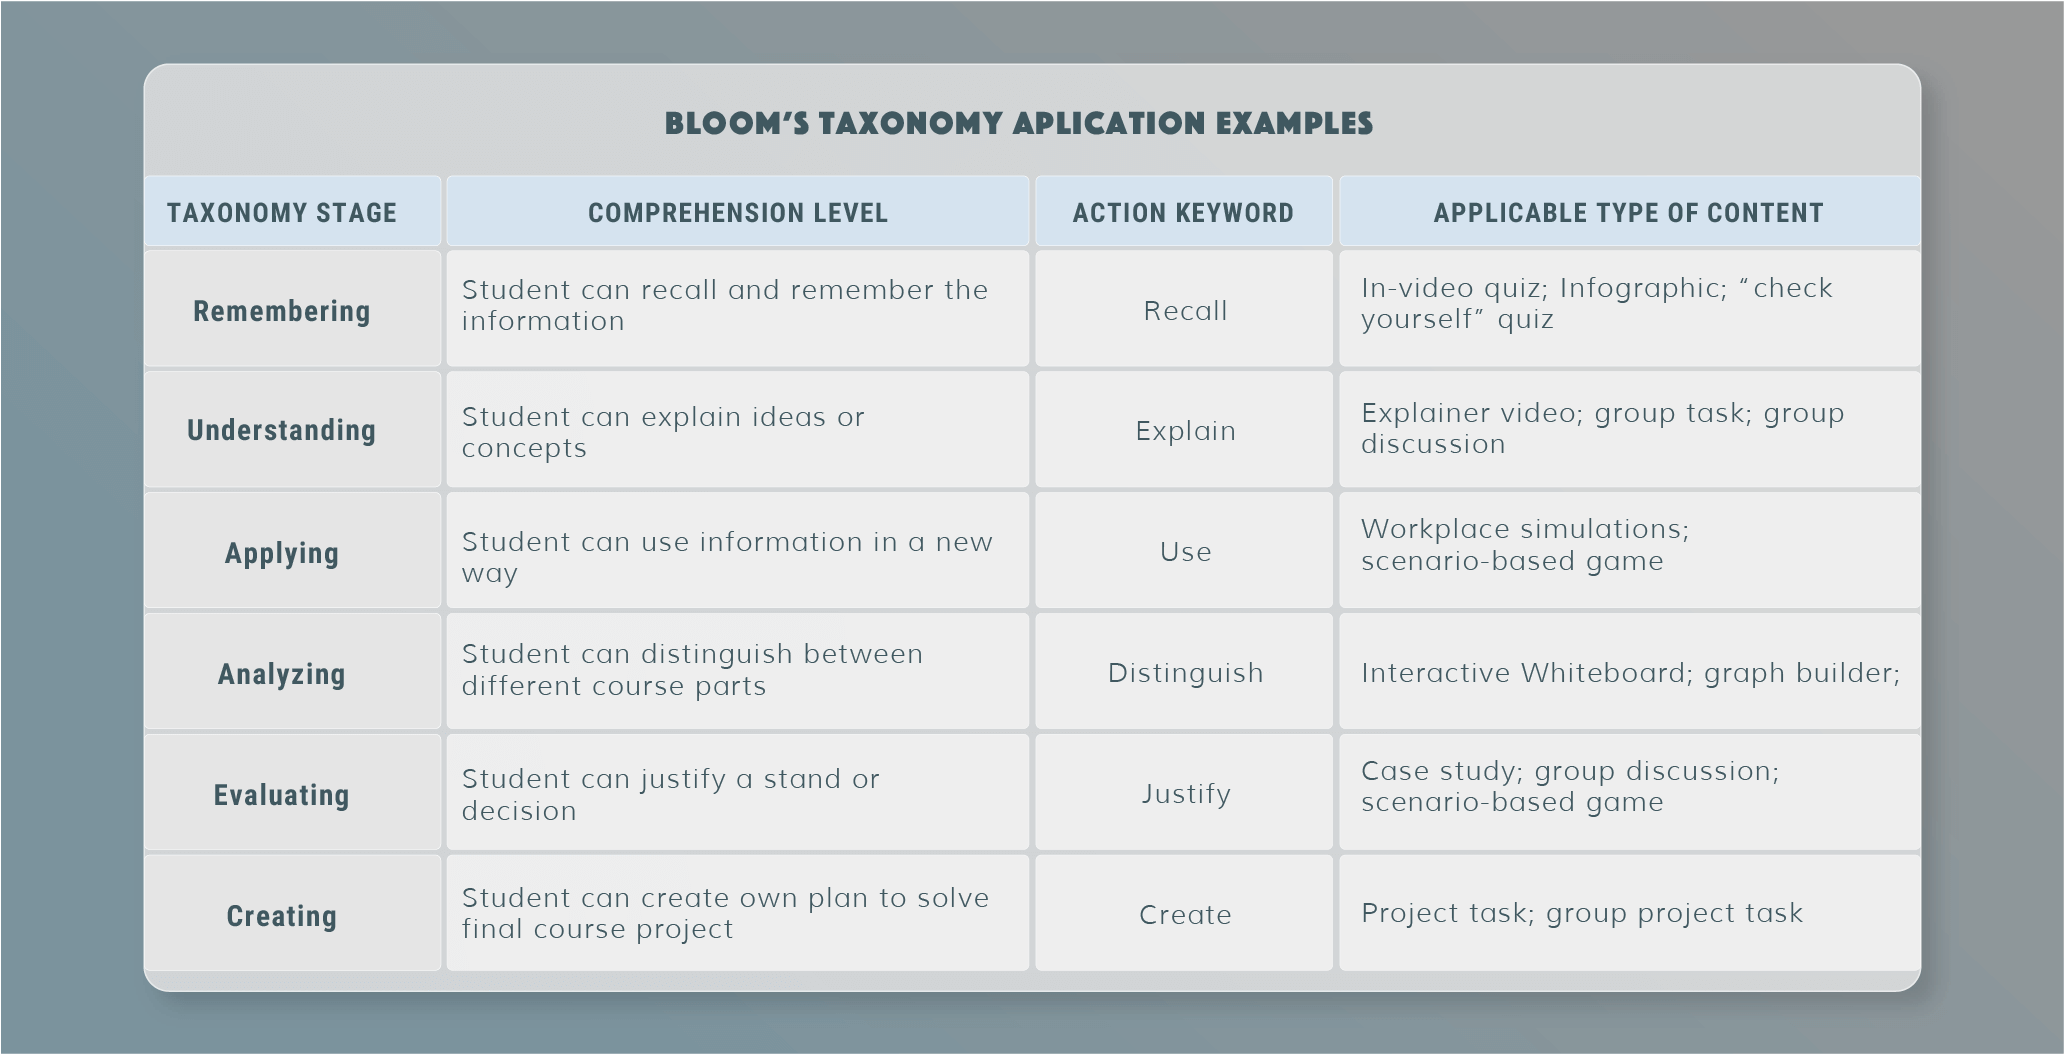 BLOOM'S TAXONOMY APLICATION EXAMPLES
TAXONOMY STAGE
COMPREHENSION LEVEL
ACTION KEYWORD
APPLICABLE TYPE OF CONTENT
Remembering
Student can recall and remember the
information
Recall
In-video quiz; Infographic; “check
yourself” quiz
Understanding
Student can explain ideas or
concepts
Explain
Explainer video; group task; group
discussion
Applying
Student can use information in a new
way
Use
Workplace simulations;
scenario-based game
Analyzing
Student can distinguish between
different course parts
Distinguish
Interactive Whiteboard; graph builder;
Evaluating
Student can justify a stand or
decision
Justify
Case study; group discussion;
scenario-based game
Creating
Student can create own plan to solve
final course project
Create
Project task; group project task